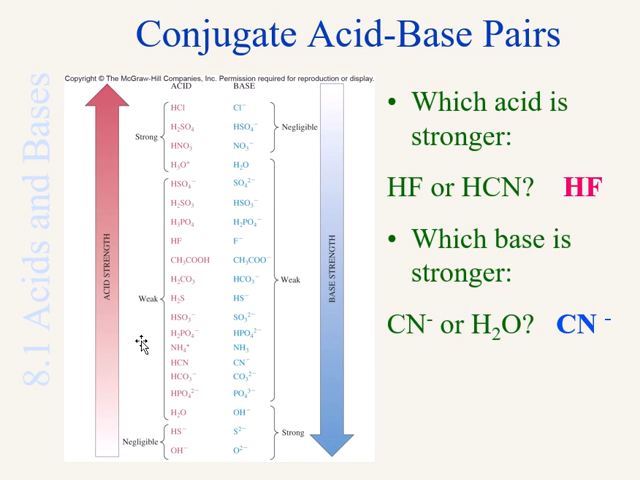 Conjugate Acid-Base Pairs
8.1 Acids and Bases
Copyright © The McGraw-Hill Companies, Inc. Permission required for reproduction or display.
ACID BASE
Strong
Negligible
HCl Cl⁻
H₂SO₄ HSO₄⁻
HNO₃ NO₃⁻
H₃O⁺ H₂O
HSO₄⁻ SO₄²⁻
H₂SO₃ HSO₃⁻
H₃PO₄ H₂PO₄⁻
HF F⁻
CH₃COOH CH₃COO⁻
H₂CO₃ HCO₃⁻
Weak
Weak
H₂S HS⁻
HSO₃⁻ SO₃²⁻
H₂PO₄⁻ HPO₄²⁻
NH₄⁺ NH₃
HCN CN⁻
HCO₃⁻ CO₃²⁻
HPO₄²⁻ PO₄³⁻
H₂O OH⁻
Negligible
Strong
HS⁻ S²⁻
OH⁻ O²⁻
ACID STRENGTH
BASE STRENGTH
• Which acid is
stronger:
HF or HCN? HF
• Which base is
stronger:
CN⁻ or H₂O? CN ⁻